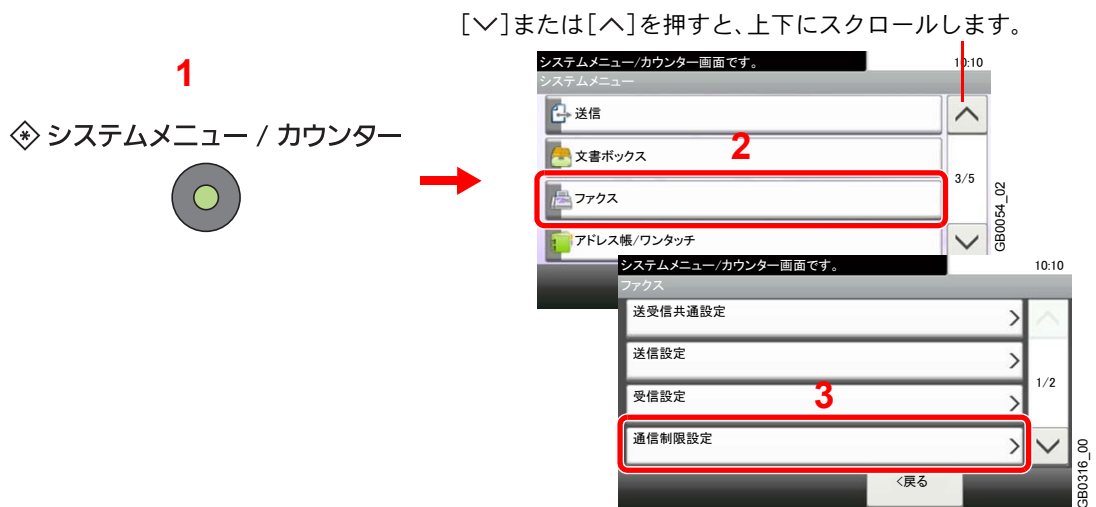 [∨]または[∧]を押すと、上下にスクロールします。
1
システムメニュー / カウンター
システムメニュー/カウンター画面です。
10:10
システムメニュー
送信
文書ボックス
2
ファクス
3/5
アドレス帳/ワンタッチ
GB0054_02
システムメニュー/カウンター画面です。
10:10
ファクス
送受信共通設定
送信設定
受信設定
3
1/2
通信制限設定
<戻る
GB0316_00